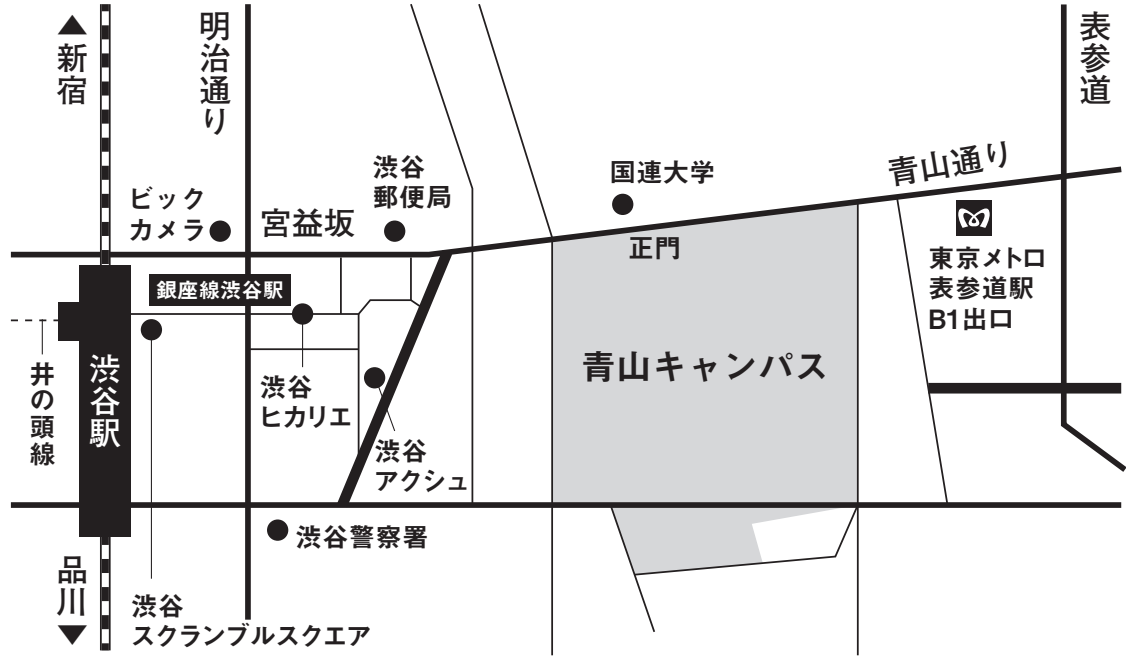 ▲新宿
明治通り
表参道
渋谷
郵便局
国連大学
青山通り
ビック
カメラ
宮益坂
正門
東京メトロ
表参道駅
B1出口
銀座線渋谷駅
青山キャンパス
渋谷駅
井の頭線
渋谷
ヒカリエ
渋谷
アクシュ
渋谷警察署
品川▼
渋谷
スクランブルスクエア